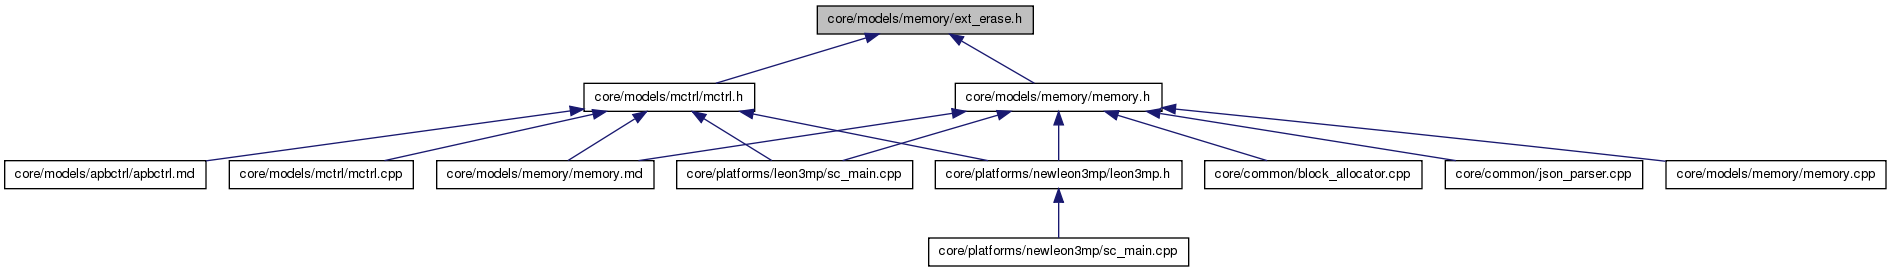 core/models/memory/ext_erase.h
core/models/mctrl/mctrl.h
core/models/memory/memory.h
core/models/apbctrl/apbctrl.md
core/models/mctrl/mctrl.cpp
core/models/memory/memory.md
core/platforms/leon3mp/sc_main.cpp
core/platforms/newleon3mp/leon3mp.h
core/common/block_allocator.cpp
core/common/json_parser.cpp
core/models/memory/memory.cpp
core/platforms/newleon3mp/sc_main.cpp